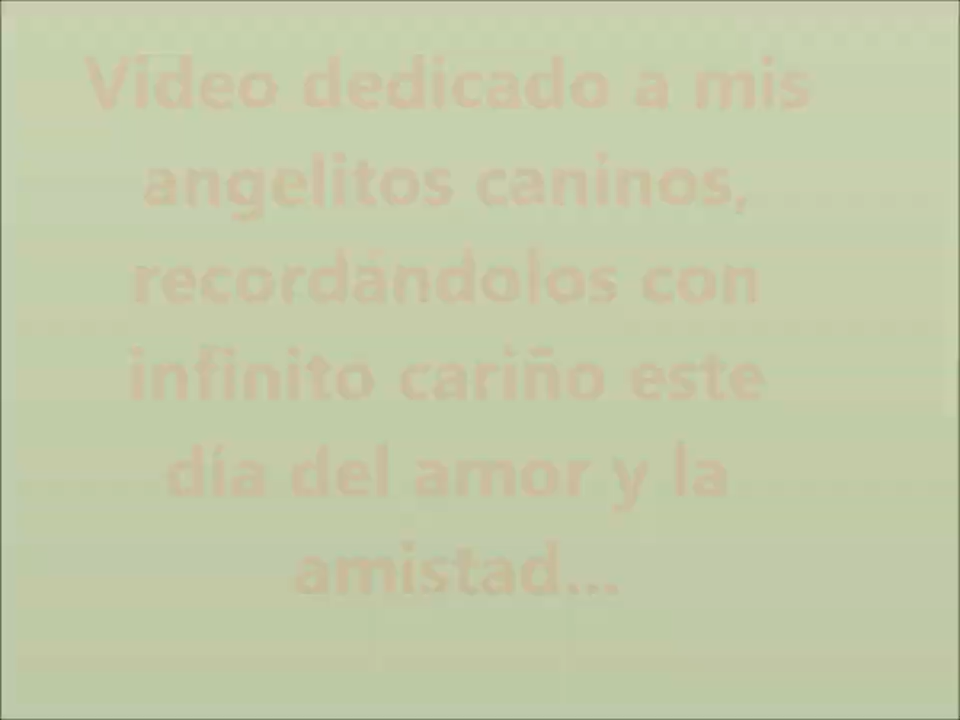 Video dedicado a mis
angelitos caninos,
recordándolos con
infinito cariño este
día del amor y la
amistad...